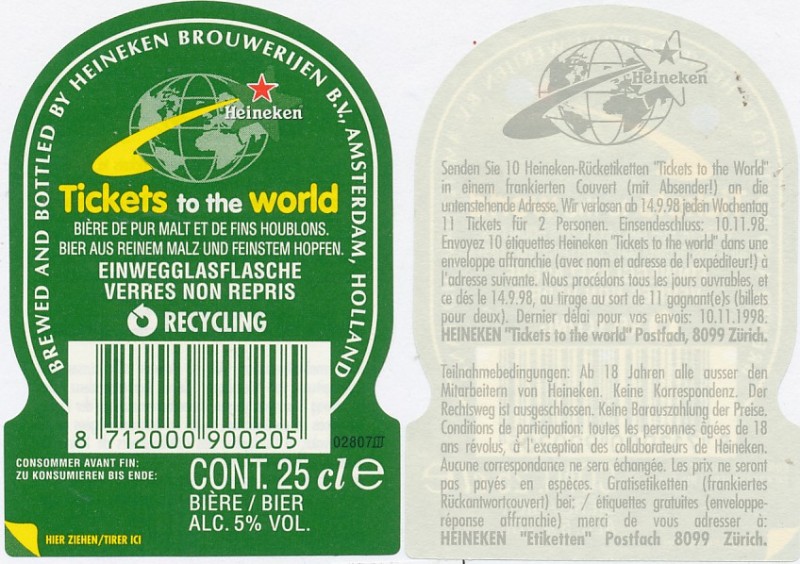 BREWED AND BOTTLED BY HEINEKEN BROUWERIJEN B.V., AMSTERDAM, HOLLAND
Heineken
Tickets to the world
BIÈRE DE PUR MALT ET DE FINS HOUBLONS.
BIER AUS REINEM MALZ UND FEINSTEM HOPFEN.
EINWEGGLASFLASCHE
VERRES NON REPRIS
RECYCLING
8 712000 900205
02807
CONSOMMER AVANT FIN:
ZU KONSUMIEREN BIS ENDE:
CONT. 25 cl e
BIÈRE / BIER
ALC. 5% VOL.
HIER ZIEHEN/TIRER ICI
Heineken
Senden Sie 10 Heineken-Rücketiketten "Tickets to the World"
in einem frankierten Couvert (mit Absender!) an die
untenstehende Adresse. Wir verlosen ab 14.9.98 jeden Wochentag
11 Tickets für 2 Personen. Einsendeschluss: 10.11.98.
Envoyez 10 étiquettes Heineken "Tickets to the world" dans une
enveloppe affranchie (avec nom et adresse de l'expéditeur!) à
l'adresse suivante. Nous procédons tous les jours ouvrables, et
ce dès le 14.9.98, au tirage au sort de 11 gagnant(e)s (billets
pour deux). Dernier délai pour vos envois: 10.11.1998.
HEINEKEN "Tickets to the world" Postfach, 8099 Zürich.
Teilnahmebedingungen: Ab 18 Jahren alle ausser den
Mitarbeitern von Heineken. Keine Korrespondenz. Der
Rechtsweg ist ausgeschlossen. Keine Barauszahlung der Preise.
Conditions de participation: toutes les personnes âgées de 18
ans révolus, à l'exception des collaborateurs de Heineken.
Aucune correspondance ne sera échangée. Les prix ne seront
pas payés en espèces. Gratisetiketten (frankiertes
Rückantwortcouvert) bei: / étiquettes gratuites (enveloppe-
réponse affranchie) merci de vous adresser à:
HEINEKEN "Etiketten" Postfach 8099 Zürich.